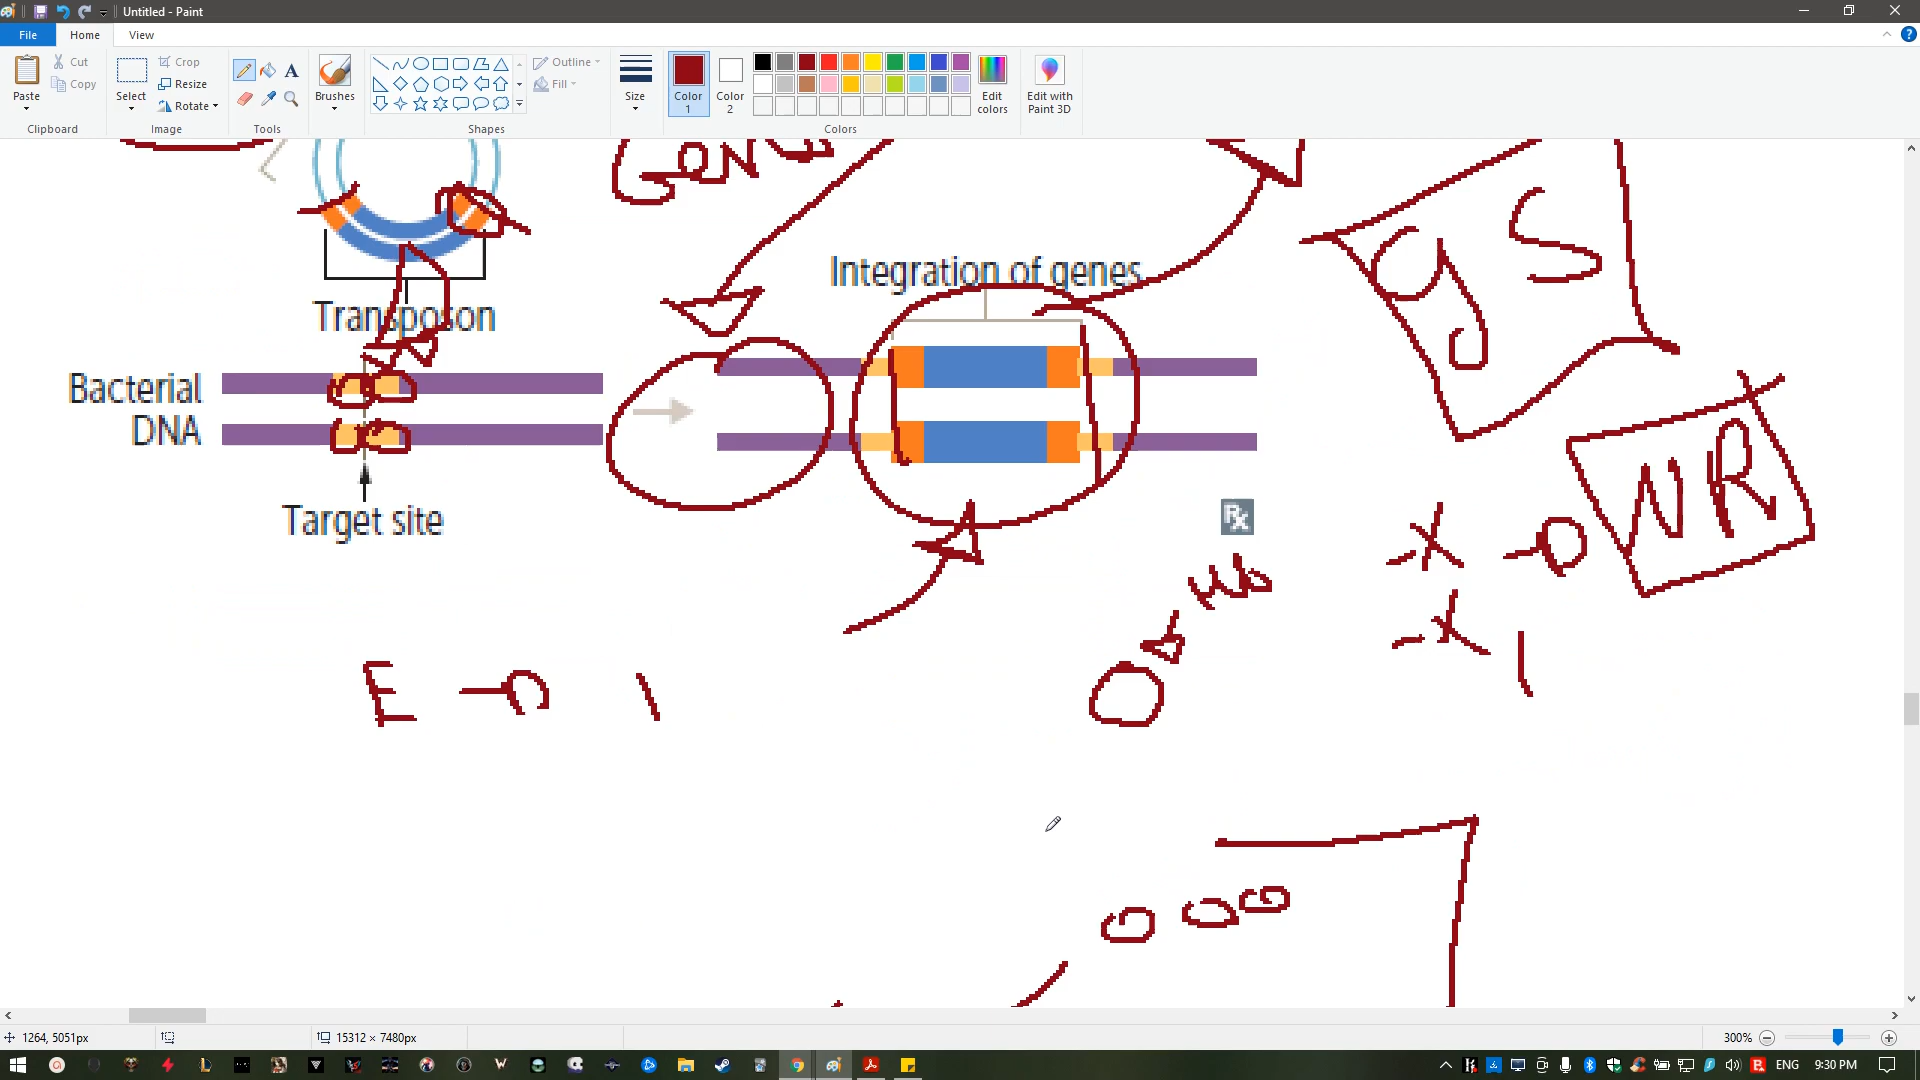 Untitled - Paint
File Home View
Paste
Cut
Copy
Clipboard
Select
Crop
Resize
Rotate
Image
Tools
Brushes
Shapes
Outline
Fill
Size
Color 1
Color 2
Colors
Edit colors
Edit with Paint 3D
Transposon
Integration of genes
Bacterial DNA
Target site
Rx
NR
E
1264, 5051px
15312 × 7480px
300%
ENG
9:30 PM